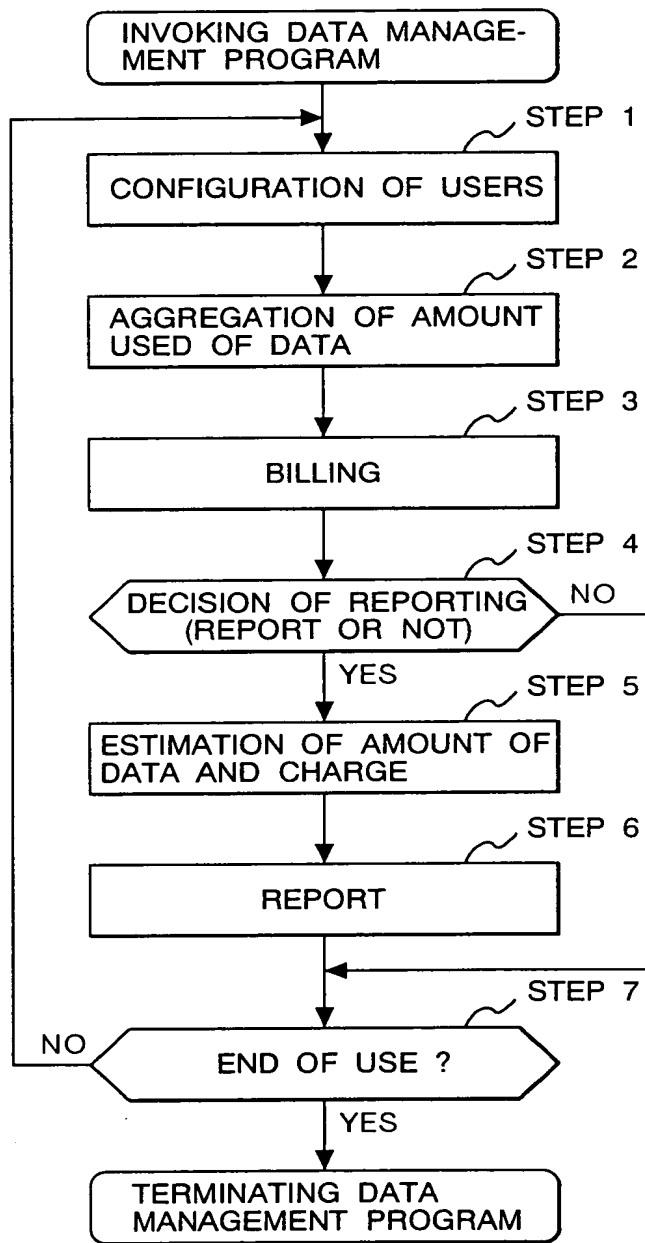 INVOKING DATA MANAGE-
MENT PROGRAM
STEP 1
CONFIGURATION OF USERS
STEP 2
AGGREGATION OF AMOUNT
USED OF DATA
STEP 3
BILLING
STEP 4
DECISION OF REPORTING
(REPORT OR NOT)
NO
YES
STEP 5
ESTIMATION OF AMOUNT OF
DATA AND CHARGE
STEP 6
REPORT
STEP 7
NO
END OF USE ?
YES
TERMINATING DATA
MANAGEMENT PROGRAM